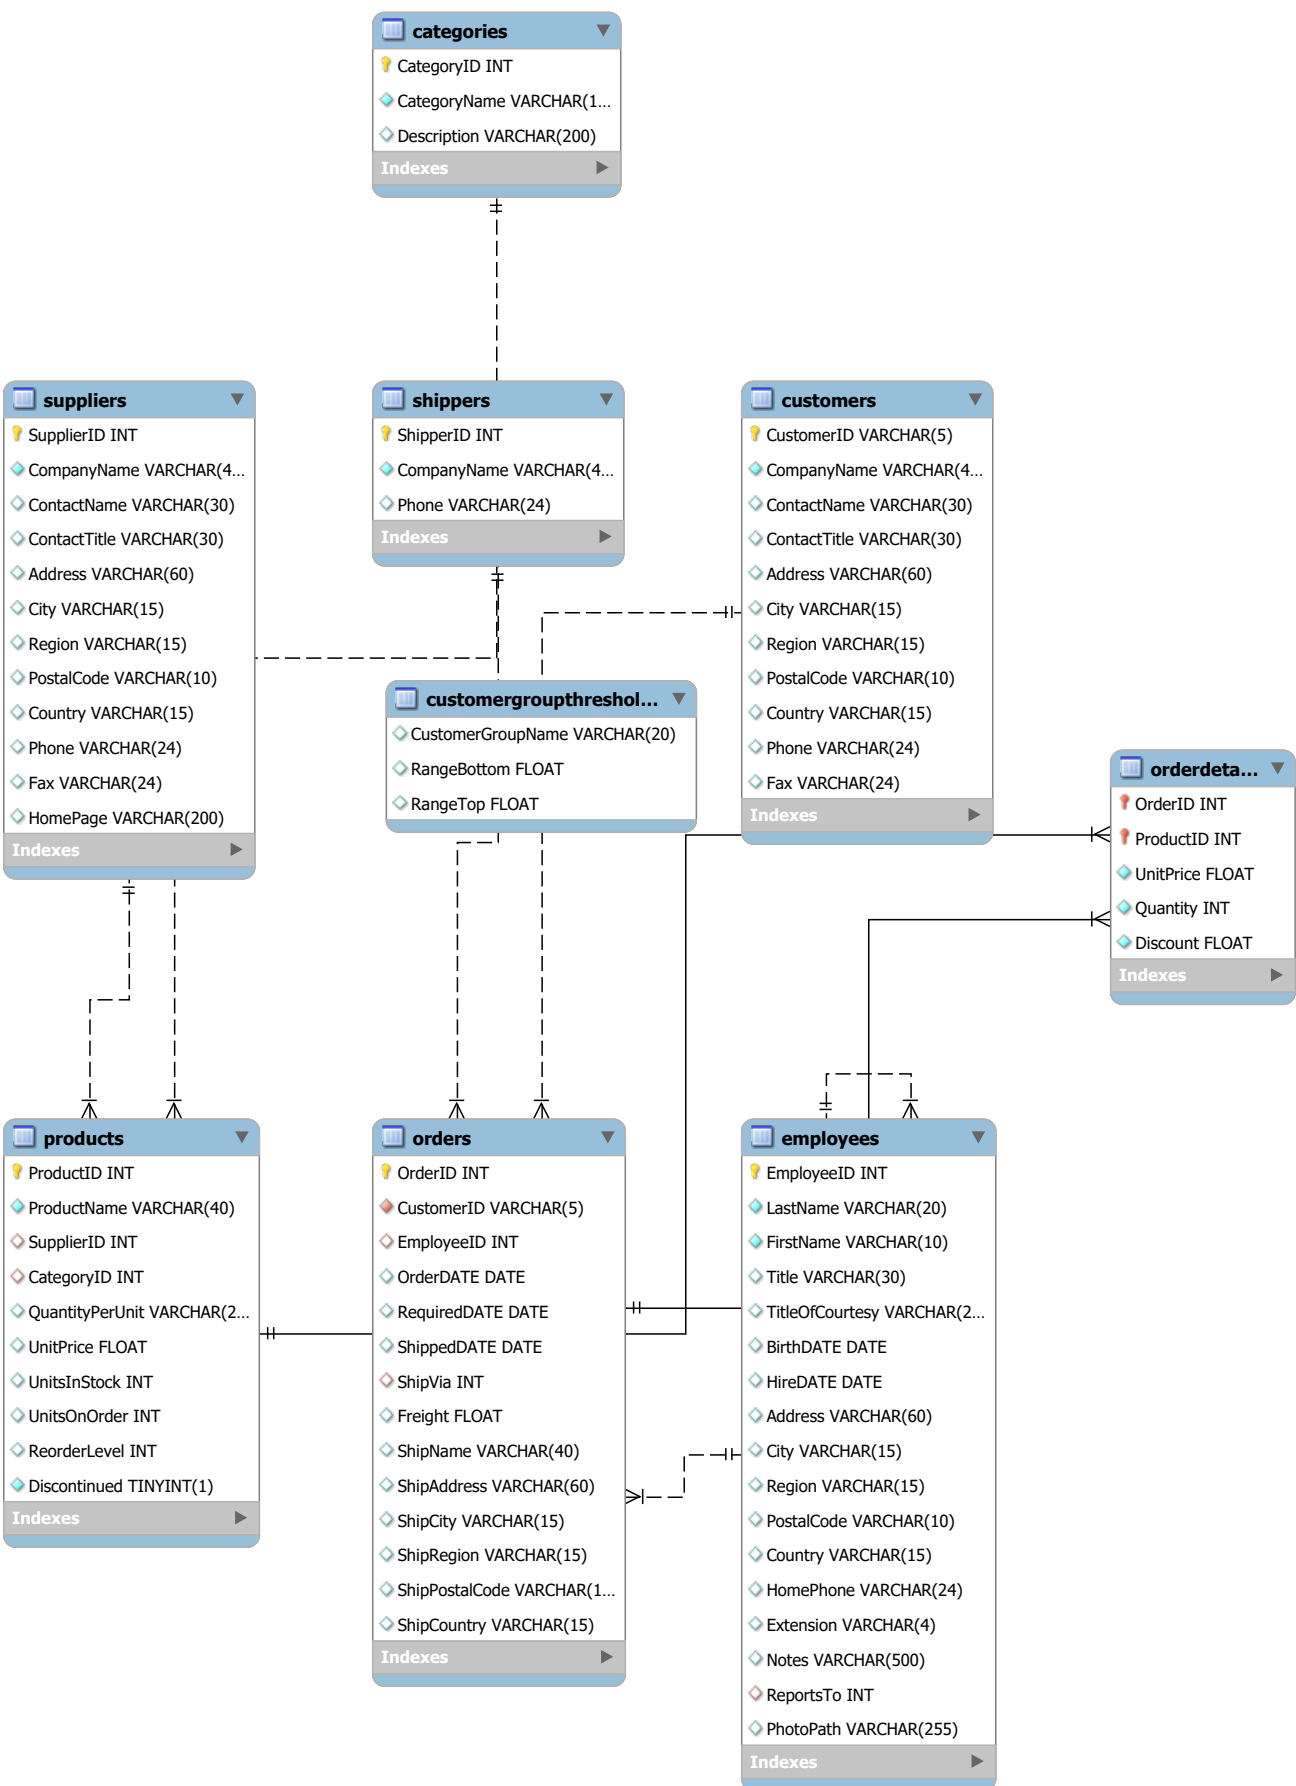 categories
CategoryID INT
CategoryName VARCHAR(1...
Description VARCHAR(200)
Indexes
suppliers
SupplierID INT
CompanyName VARCHAR(4...
ContactName VARCHAR(30)
ContactTitle VARCHAR(30)
Address VARCHAR(60)
City VARCHAR(15)
Region VARCHAR(15)
PostalCode VARCHAR(10)
Country VARCHAR(15)
Phone VARCHAR(24)
Fax VARCHAR(24)
HomePage VARCHAR(200)
Indexes
shippers
ShipperID INT
CompanyName VARCHAR(4...
Phone VARCHAR(24)
Indexes
customers
CustomerID VARCHAR(5)
CompanyName VARCHAR(4...
ContactName VARCHAR(30)
ContactTitle VARCHAR(30)
Address VARCHAR(60)
City VARCHAR(15)
Region VARCHAR(15)
PostalCode VARCHAR(10)
Country VARCHAR(15)
Phone VARCHAR(24)
Fax VARCHAR(24)
Indexes
customergroupthreshol...
CustomerGroupName VARCHAR(20)
RangeBottom FLOAT
RangeTop FLOAT
orderdeta...
OrderID INT
ProductID INT
UnitPrice FLOAT
Quantity INT
Discount FLOAT
Indexes
products
ProductID INT
ProductName VARCHAR(40)
SupplierID INT
CategoryID INT
QuantityPerUnit VARCHAR(2...
UnitPrice FLOAT
UnitsInStock INT
UnitsOnOrder INT
ReorderLevel INT
Discontinued TINYINT(1)
Indexes
orders
OrderID INT
CustomerID VARCHAR(5)
EmployeeID INT
OrderDATE DATE
RequiredDATE DATE
ShippedDATE DATE
ShipVia INT
Freight FLOAT
ShipName VARCHAR(40)
ShipAddress VARCHAR(60)
ShipCity VARCHAR(15)
ShipRegion VARCHAR(15)
ShipPostalCode VARCHAR(1...
ShipCountry VARCHAR(15)
Indexes
employees
EmployeeID INT
LastName VARCHAR(20)
FirstName VARCHAR(10)
Title VARCHAR(30)
TitleOfCourtesy VARCHAR(2...
BirthDATE DATE
HireDATE DATE
Address VARCHAR(60)
City VARCHAR(15)
Region VARCHAR(15)
PostalCode VARCHAR(10)
Country VARCHAR(15)
HomePhone VARCHAR(24)
Extension VARCHAR(4)
Notes VARCHAR(500)
ReportsTo INT
PhotoPath VARCHAR(255)
Indexes